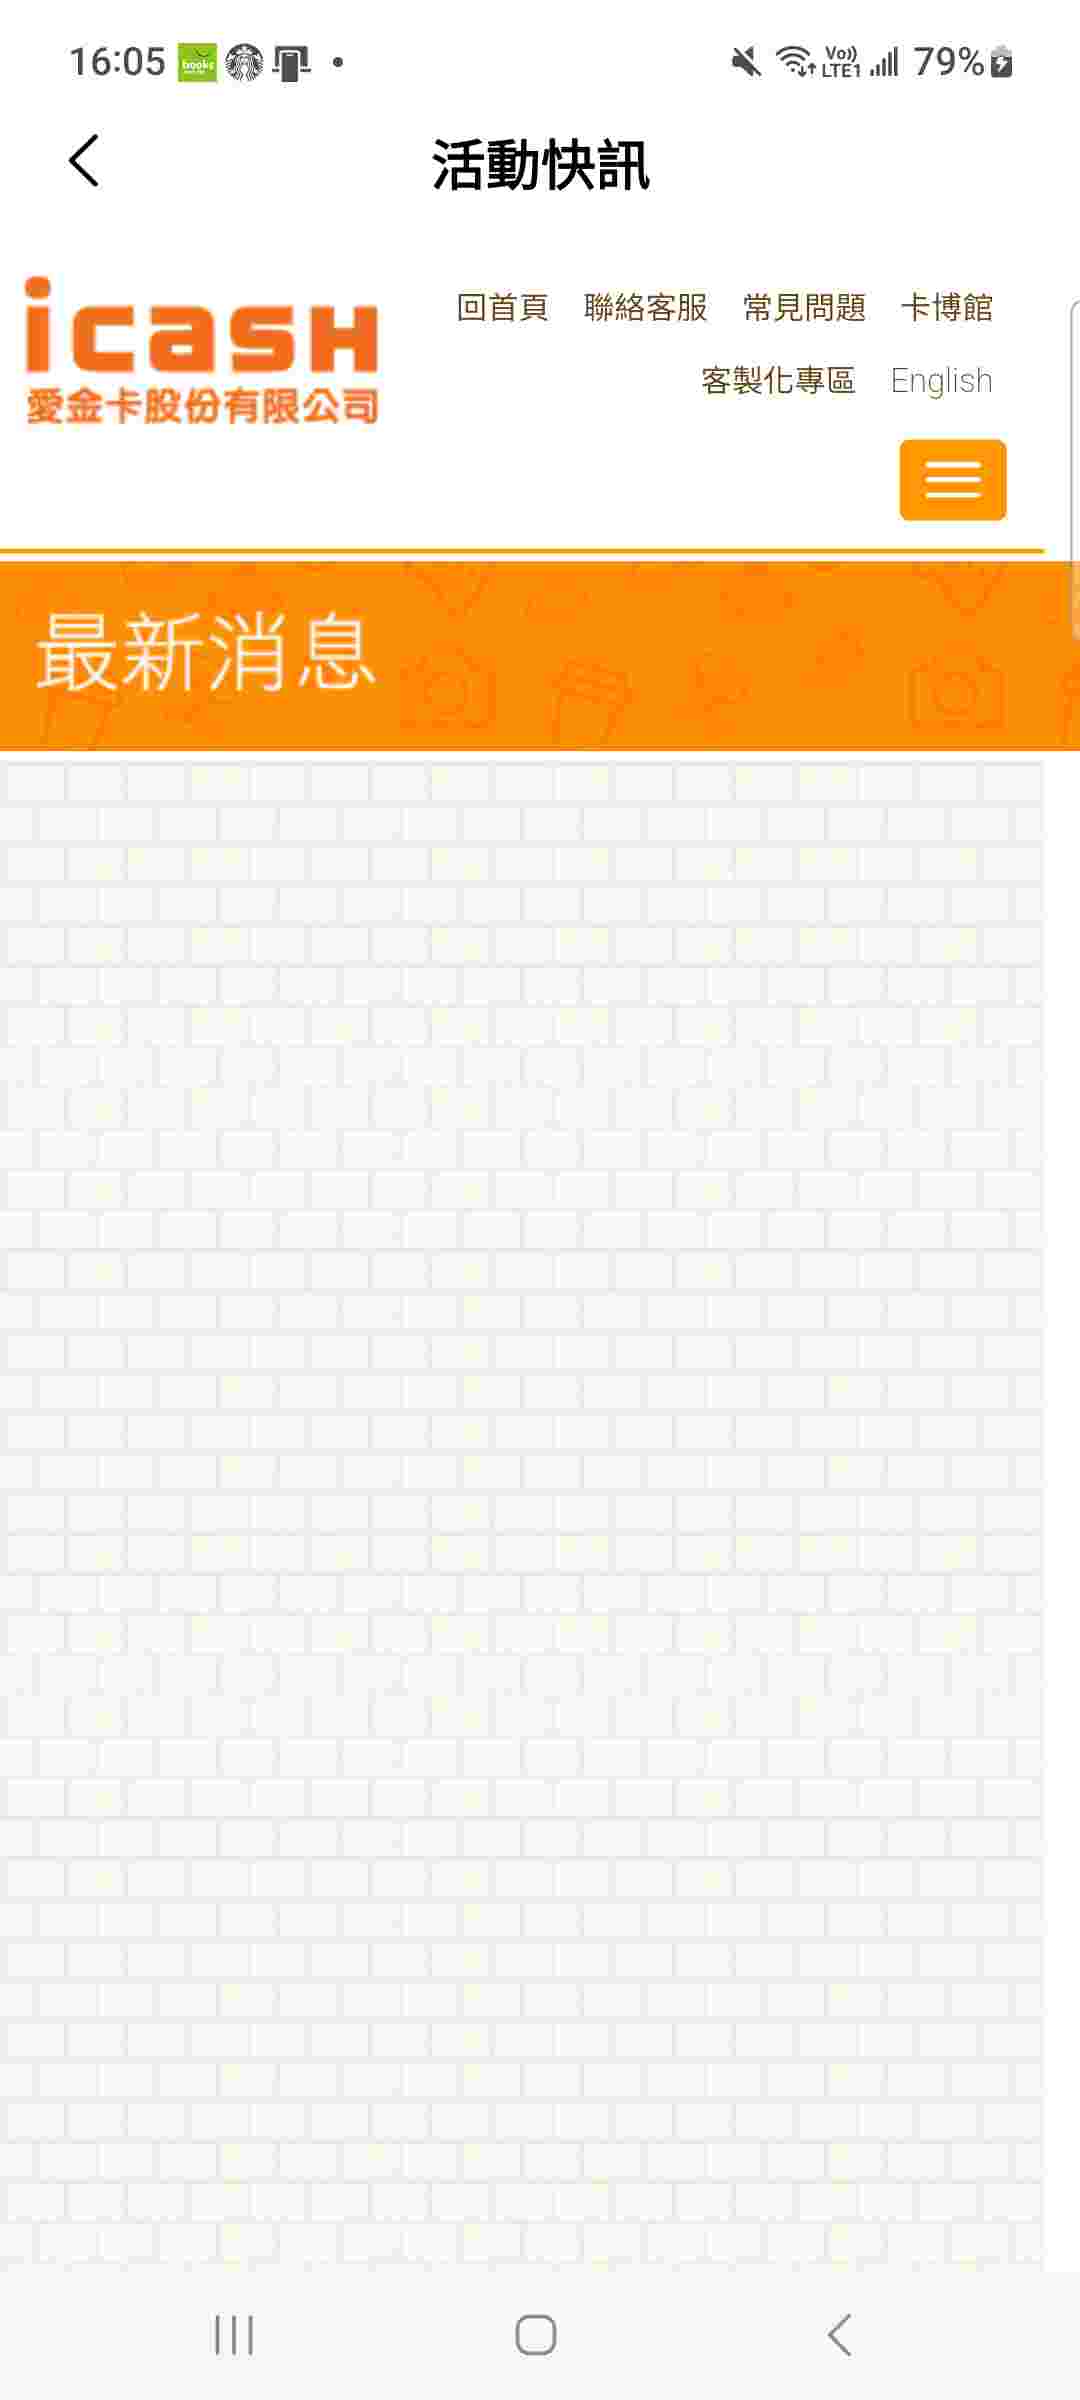 16:05 books Vo)) LTE1 79%
活動快訊
icash
愛金卡股份有限公司
回首頁 聯絡客服 常見問題 卡博館
客製化專區 English
最新消息